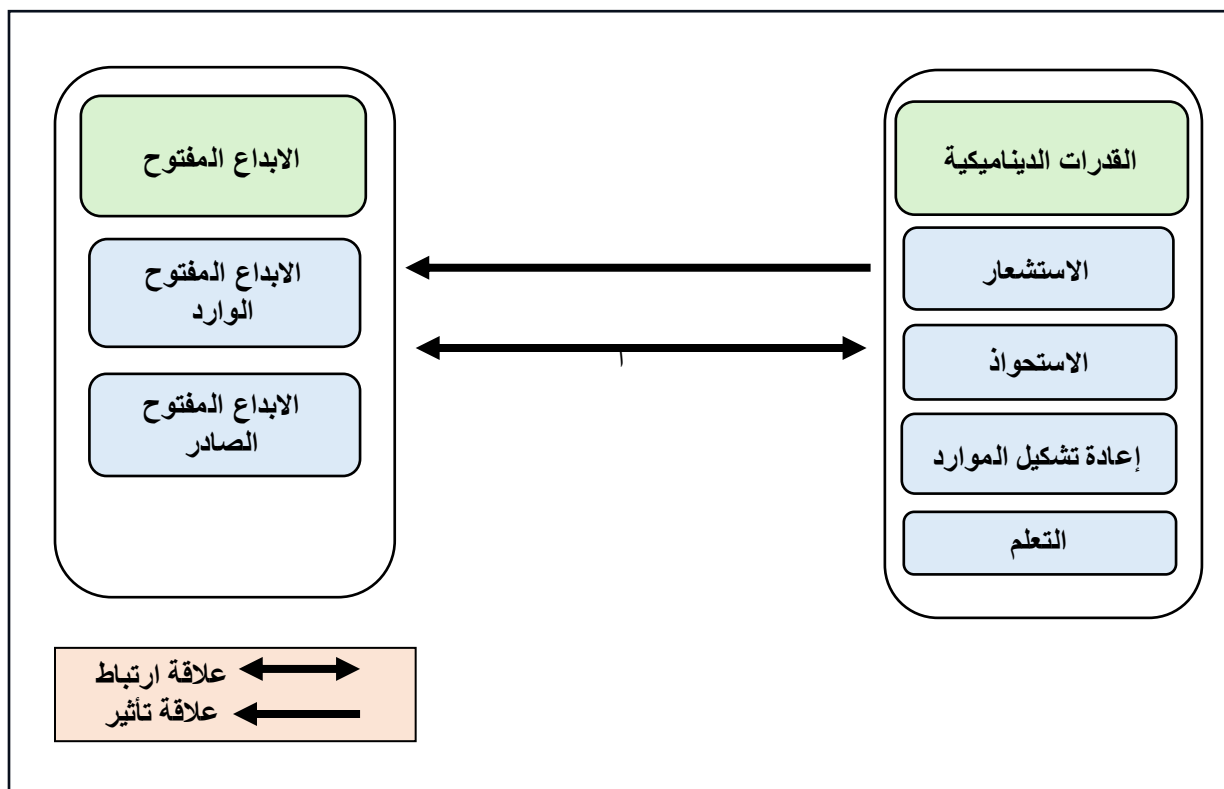 القدرات الديناميكية
الاستشعار
الاستحواذ
إعادة تشكيل الموارد
التعلم
الابداع المفتوح
الابداع المفتوح
الوارد
الابداع المفتوح
الصادر
علاقة ارتباط
علاقة تأثير